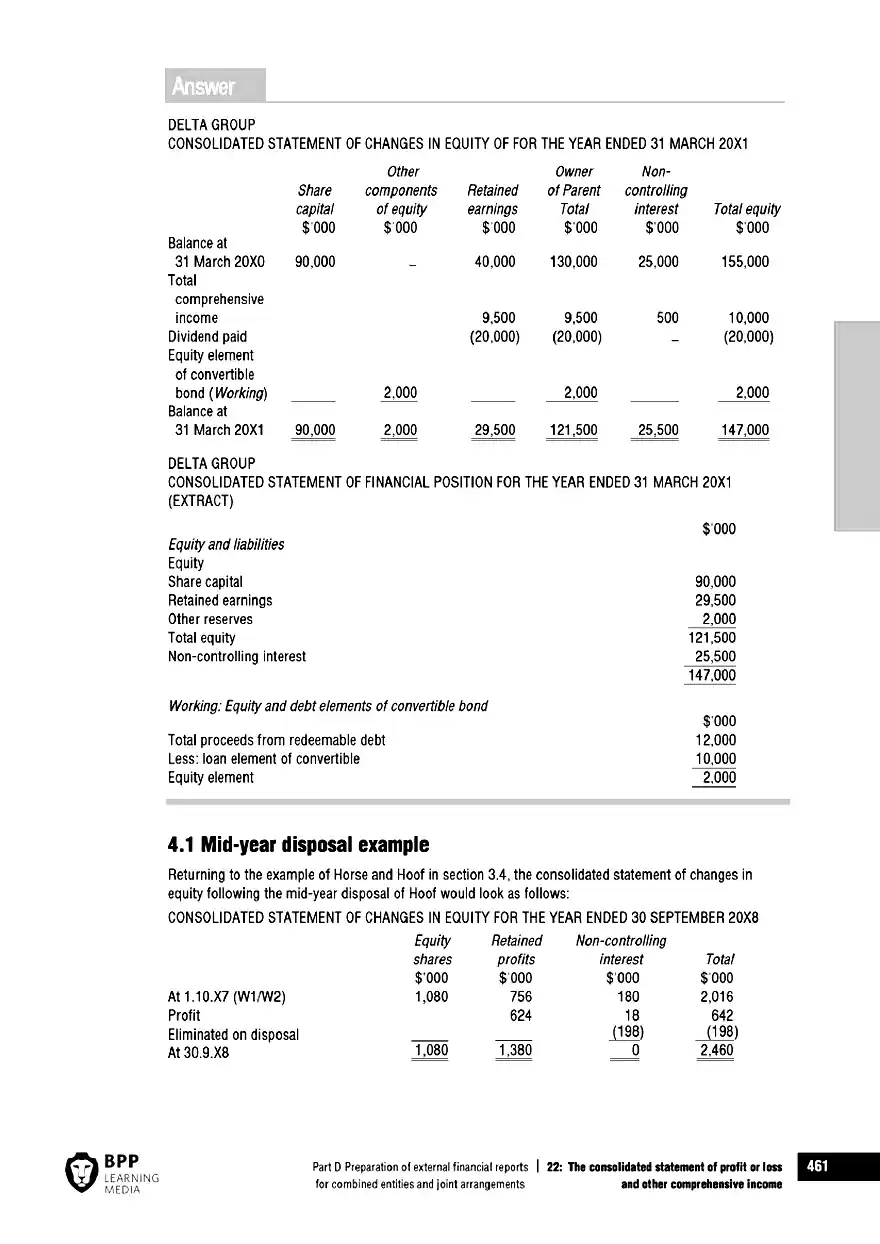 Answer
DELTA GROUP
CONSOLIDATED STATEMENT OF CHANGES IN EQUITY OF FOR THE YEAR ENDED 31 MARCH 20X1
Other Owner Non-
Share components Retained of Parent controlling
capital of equity earnings Total interest Total equity
$'000 $'000 $'000 $'000 $'000 $'000
Balance at
31 March 20X0 90,000 – 40,000 130,000 25,000 155,000
Total
comprehensive
income 9,500 9,500 500 10,000
Dividend paid (20,000) (20,000) – (20,000)
Equity element
of convertible
bond (Working) 2,000 2,000 2,000
Balance at
31 March 20X1 90,000 2,000 29,500 121,500 25,500 147,000
DELTA GROUP
CONSOLIDATED STATEMENT OF FINANCIAL POSITION FOR THE YEAR ENDED 31 MARCH 20X1
(EXTRACT)
$'000
Equity and liabilities
Equity
Share capital 90,000
Retained earnings 29,500
Other reserves 2,000
Total equity 121,500
Non-controlling interest 25,500
147,000
Working: Equity and debt elements of convertible bond
$'000
Total proceeds from redeemable debt 12,000
Less: loan element of convertible 10,000
Equity element 2,000
4.1 Mid-year disposal example
Returning to the example of Horse and Hoof in section 3.4, the consolidated statement of changes in
equity following the mid-year disposal of Hoof would look as follows:
CONSOLIDATED STATEMENT OF CHANGES IN EQUITY FOR THE YEAR ENDED 30 SEPTEMBER 20X8
Equity Retained Non-controlling
shares profits interest Total
$'000 $'000 $'000 $'000
At 1.10.X7 (W1/W2) 1,080 756 180 2,016
Profit 624 18 642
Eliminated on disposal (198) (198)
At 30.9.X8 1,080 1,380 0 2,460
BPP
LEARNING
MEDIA
Part D Preparation of external financial reports | 22: The consolidated statement of profit or loss 461
for combined entities and joint arrangements and other comprehensive income